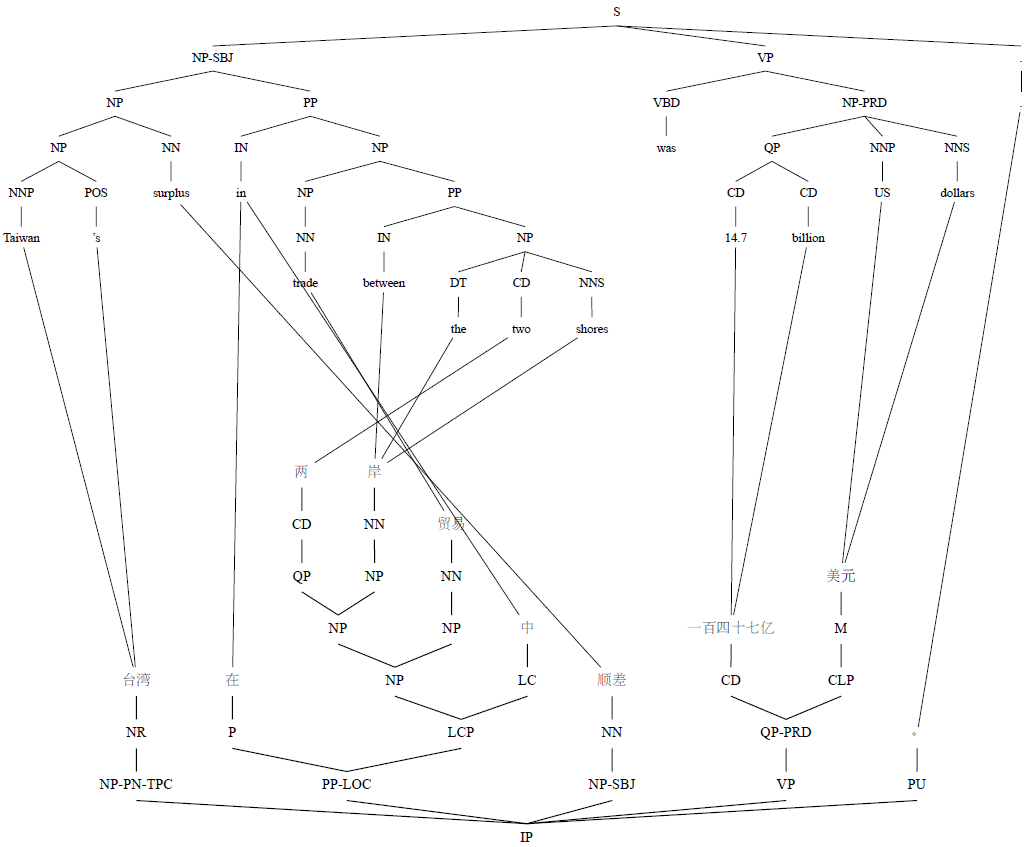 S
NP-SBJ VP .
NP PP VBD NP-PRD .
NP NN IN NP was QP NNP NNS
NNP POS surplus in NP PP CD CD US dollars
Taiwan 's NN IN NP 14.7 billion
trade between DT CD NNS
the two shores
两 岸
CD NN 贸易
QP NP NN 美元
NP NP 中 一百四十七亿 M
台湾 在 NP LC 顺差 CD CLP
NR P LCP NN QP-PRD 。
NP-PN-TPC PP-LOC NP-SBJ VP PU
IP